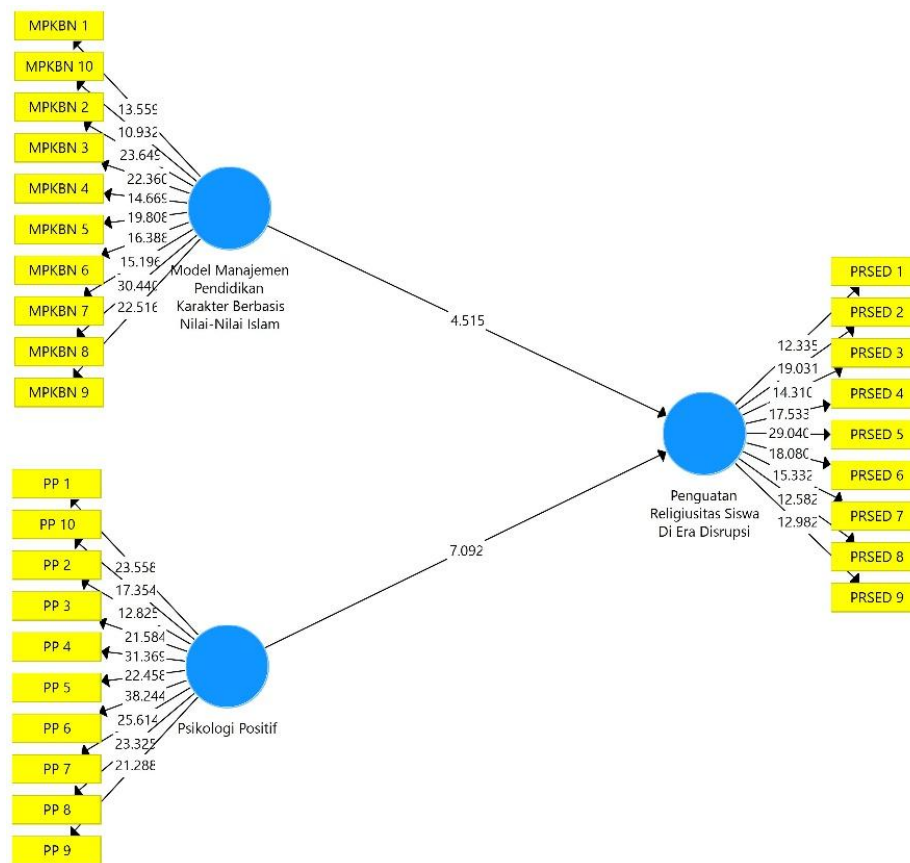 MPKBN 1
MPKBN 10
MPKBN 2
MPKBN 3
MPKBN 4
MPKBN 5
MPKBN 6
MPKBN 7
MPKBN 8
MPKBN 9
13.559
10.932
23.649
22.360
14.669
19.808
16.388
15.196
30.440
22.516
Model Manajemen
Pendidikan
Karakter Berbasis
Nilai-Nilai Islam
4.515
PP 1
PP 10
PP 2
PP 3
PP 4
PP 5
PP 6
PP 7
PP 8
PP 9
23.558
17.354
12.825
21.584
31.369
22.458
38.244
25.614
23.325
21.288
Psikologi Positif
7.092
Penguatan
Religiusitas Siswa
Di Era Disrupsi
12.335
19.031
14.310
17.533
29.040
18.080
15.332
12.582
12.982
PRSED 1
PRSED 2
PRSED 3
PRSED 4
PRSED 5
PRSED 6
PRSED 7
PRSED 8
PRSED 9